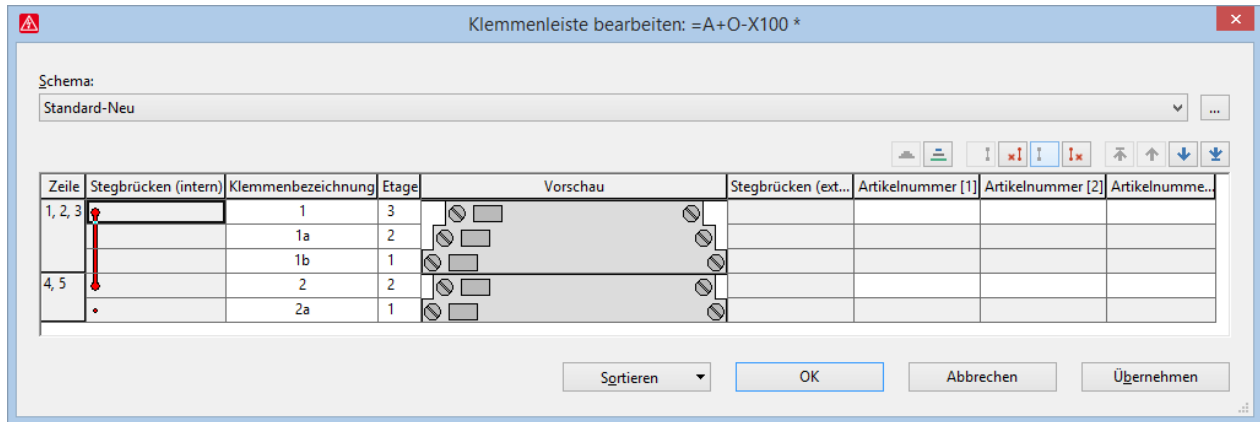 Klemmenleiste bearbeiten: =A+O-X100 *
Schema:
Standard-Neu
...
Zeile Stegbrücken (intern) Klemmenbezeichnung Etage Vorschau Stegbrücken (ext... Artikelnummer [1] Artikelnummer [2] Artikelnumme...
1, 2, 3 1 3
1a 2
1b 1
4, 5 2 2
2a 1
Sortieren OK Abbrechen Übernehmen